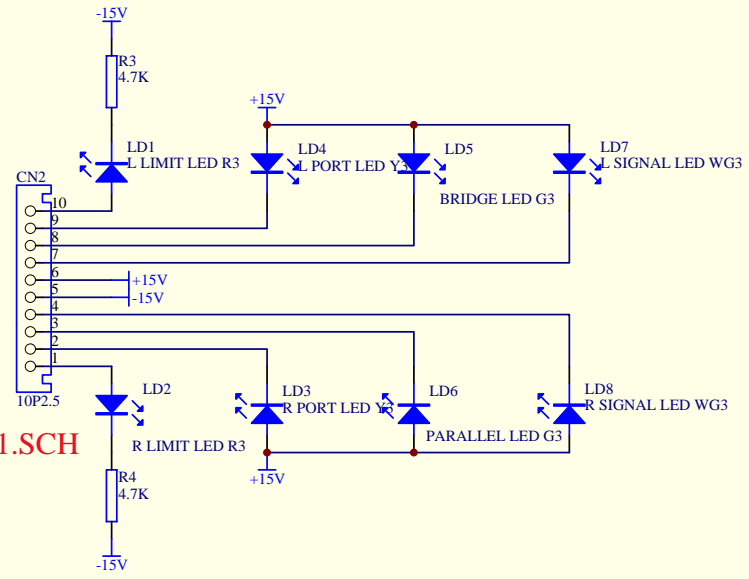 -15V
R3
4.7K
+15V
LD1
L LIMIT LED R3
LD4
L PORT LED Y3
LD5
BRIDGE LED G3
LD7
L SIGNAL LED WG3
CN2
10
9
8
7
6
+15V
5
-15V
4
3
2
1
10P2.5
LD2
R LIMIT LED R3
LD3
R PORT LED Y3
LD6
PARALLEL LED G3
LD8
R SIGNAL LED WG3
1.SCH
R4
4.7K
+15V
-15V